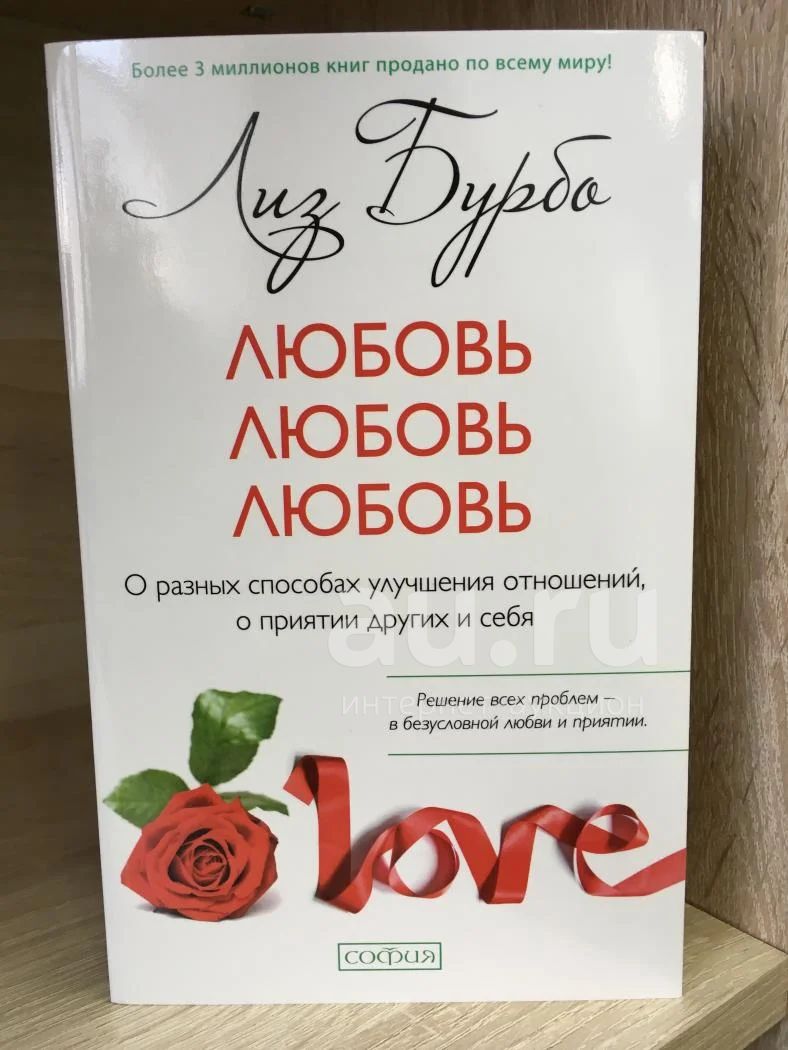 Более 3 миллионов книг продано по всему миру!
Лиз Бурбо
ЛЮБОВЬ
ЛЮБОВЬ
ЛЮБОВЬ
О разных способах улучшения отношений,
о приятии других и себя
au.ru
интернет-аукцион
Решение всех проблем –
в безусловной любви и приятии.
love
СОФИЯ